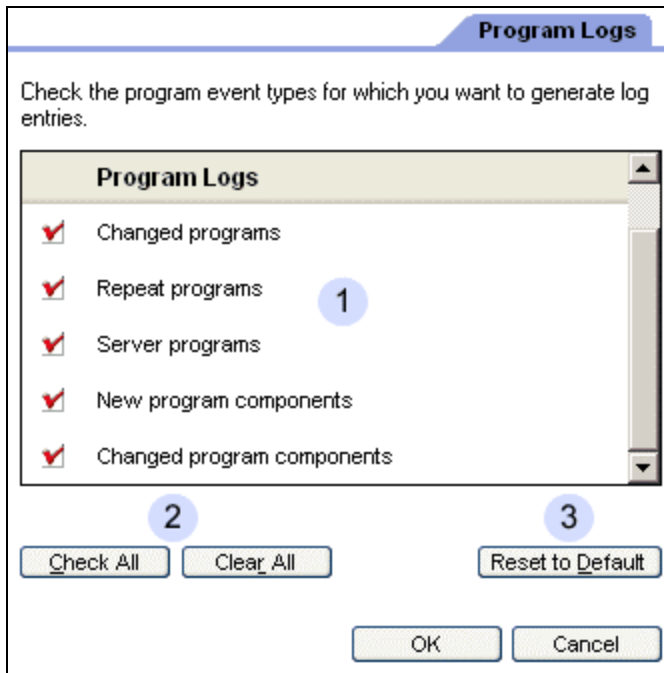 Program Logs
Check the program event types for which you want to generate log
entries.
Program Logs
Changed programs
Repeat programs
1
Server programs
New program components
Changed program components
2
3
Check All
Clear All
Reset to Default
OK
Cancel